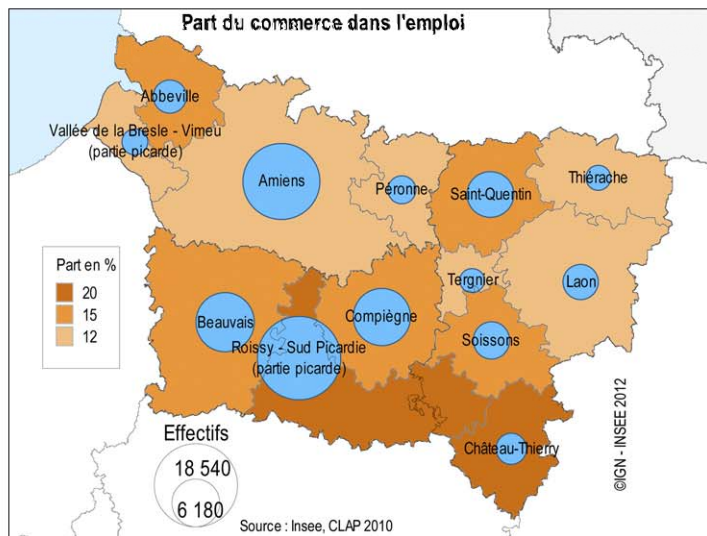 Part du commerce dans l'emploi
Abbeville
Vallée de la Bresle - Vimeu
(partie picarde)
Amiens
Péronne
Saint-Quentin
Thiérache
Part en %
20
15
12
Beauvais
Compiègne
Tergnier
Laon
Roissy - Sud Picardie
(partie picarde)
Soissons
Château-Thierry
Effectifs
18 540
6 180
Source : Insee, CLAP 2010
©IGN - INSEE 2012